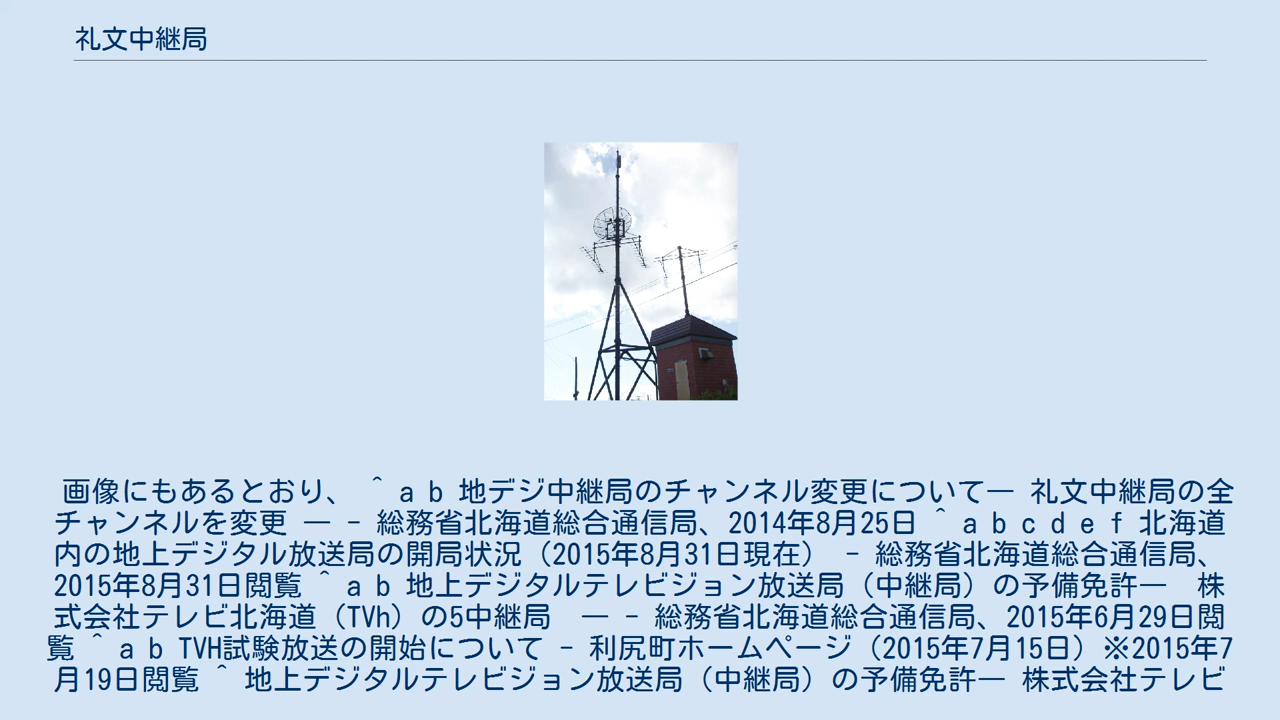 礼文中継局
画像にもあるとおり、 ^ a b 地デジ中継局のチャンネル変更について― 礼文中継局の全
チャンネルを変更 ― - 総務省北海道総合通信局、2014年8月25日 ^ a b c d e f 北海道
内の地上デジタル放送局の開局状況（2015年8月31日現在） - 総務省北海道総合通信局、
2015年8月31日閲覧 ^ a b 地上デジタルテレビジョン放送局（中継局）の予備免許―　株
式会社テレビ北海道（TVh）の5中継局　― - 総務省北海道総合通信局、2015年6月29日閲
覧 ^ a b TVH試験放送の開始について - 利尻町ホームページ（2015年7月15日）※2015年7
月19日閲覧 ^ 地上デジタルテレビジョン放送局（中継局）の予備免許― 株式会社テレビ